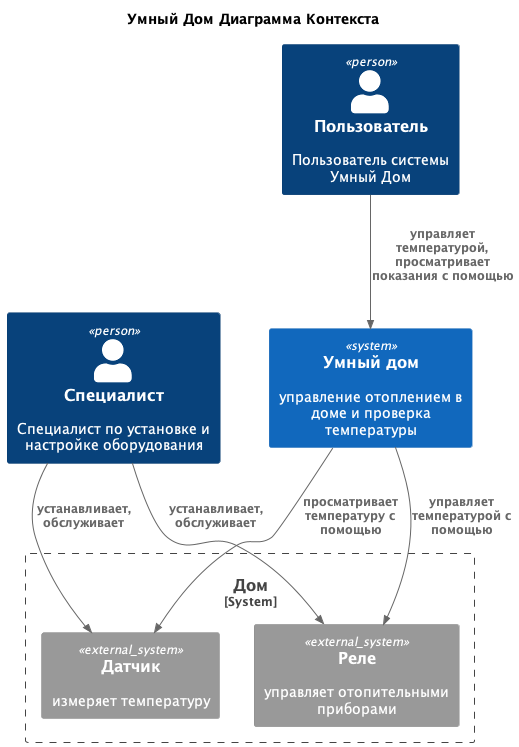 Умный Дом Диаграмма Контекста
«person»
Пользователь
Пользователь системы
Умный Дом
управляет
температурой,
просматривает
показания с помощью
«person»
Специалист
Специалист по установке и
настройке оборудования
«system»
Умный дом
управление отоплением в
доме и проверка
температуры
устанавливает,
обслуживает
устанавливает,
обслуживает
просматривает
температуру с
помощью
управляет
температурой с
помощью
Дом
[System]
«external_system»
Датчик
измеряет температуру
«external_system»
Реле
управляет отопительными
приборами